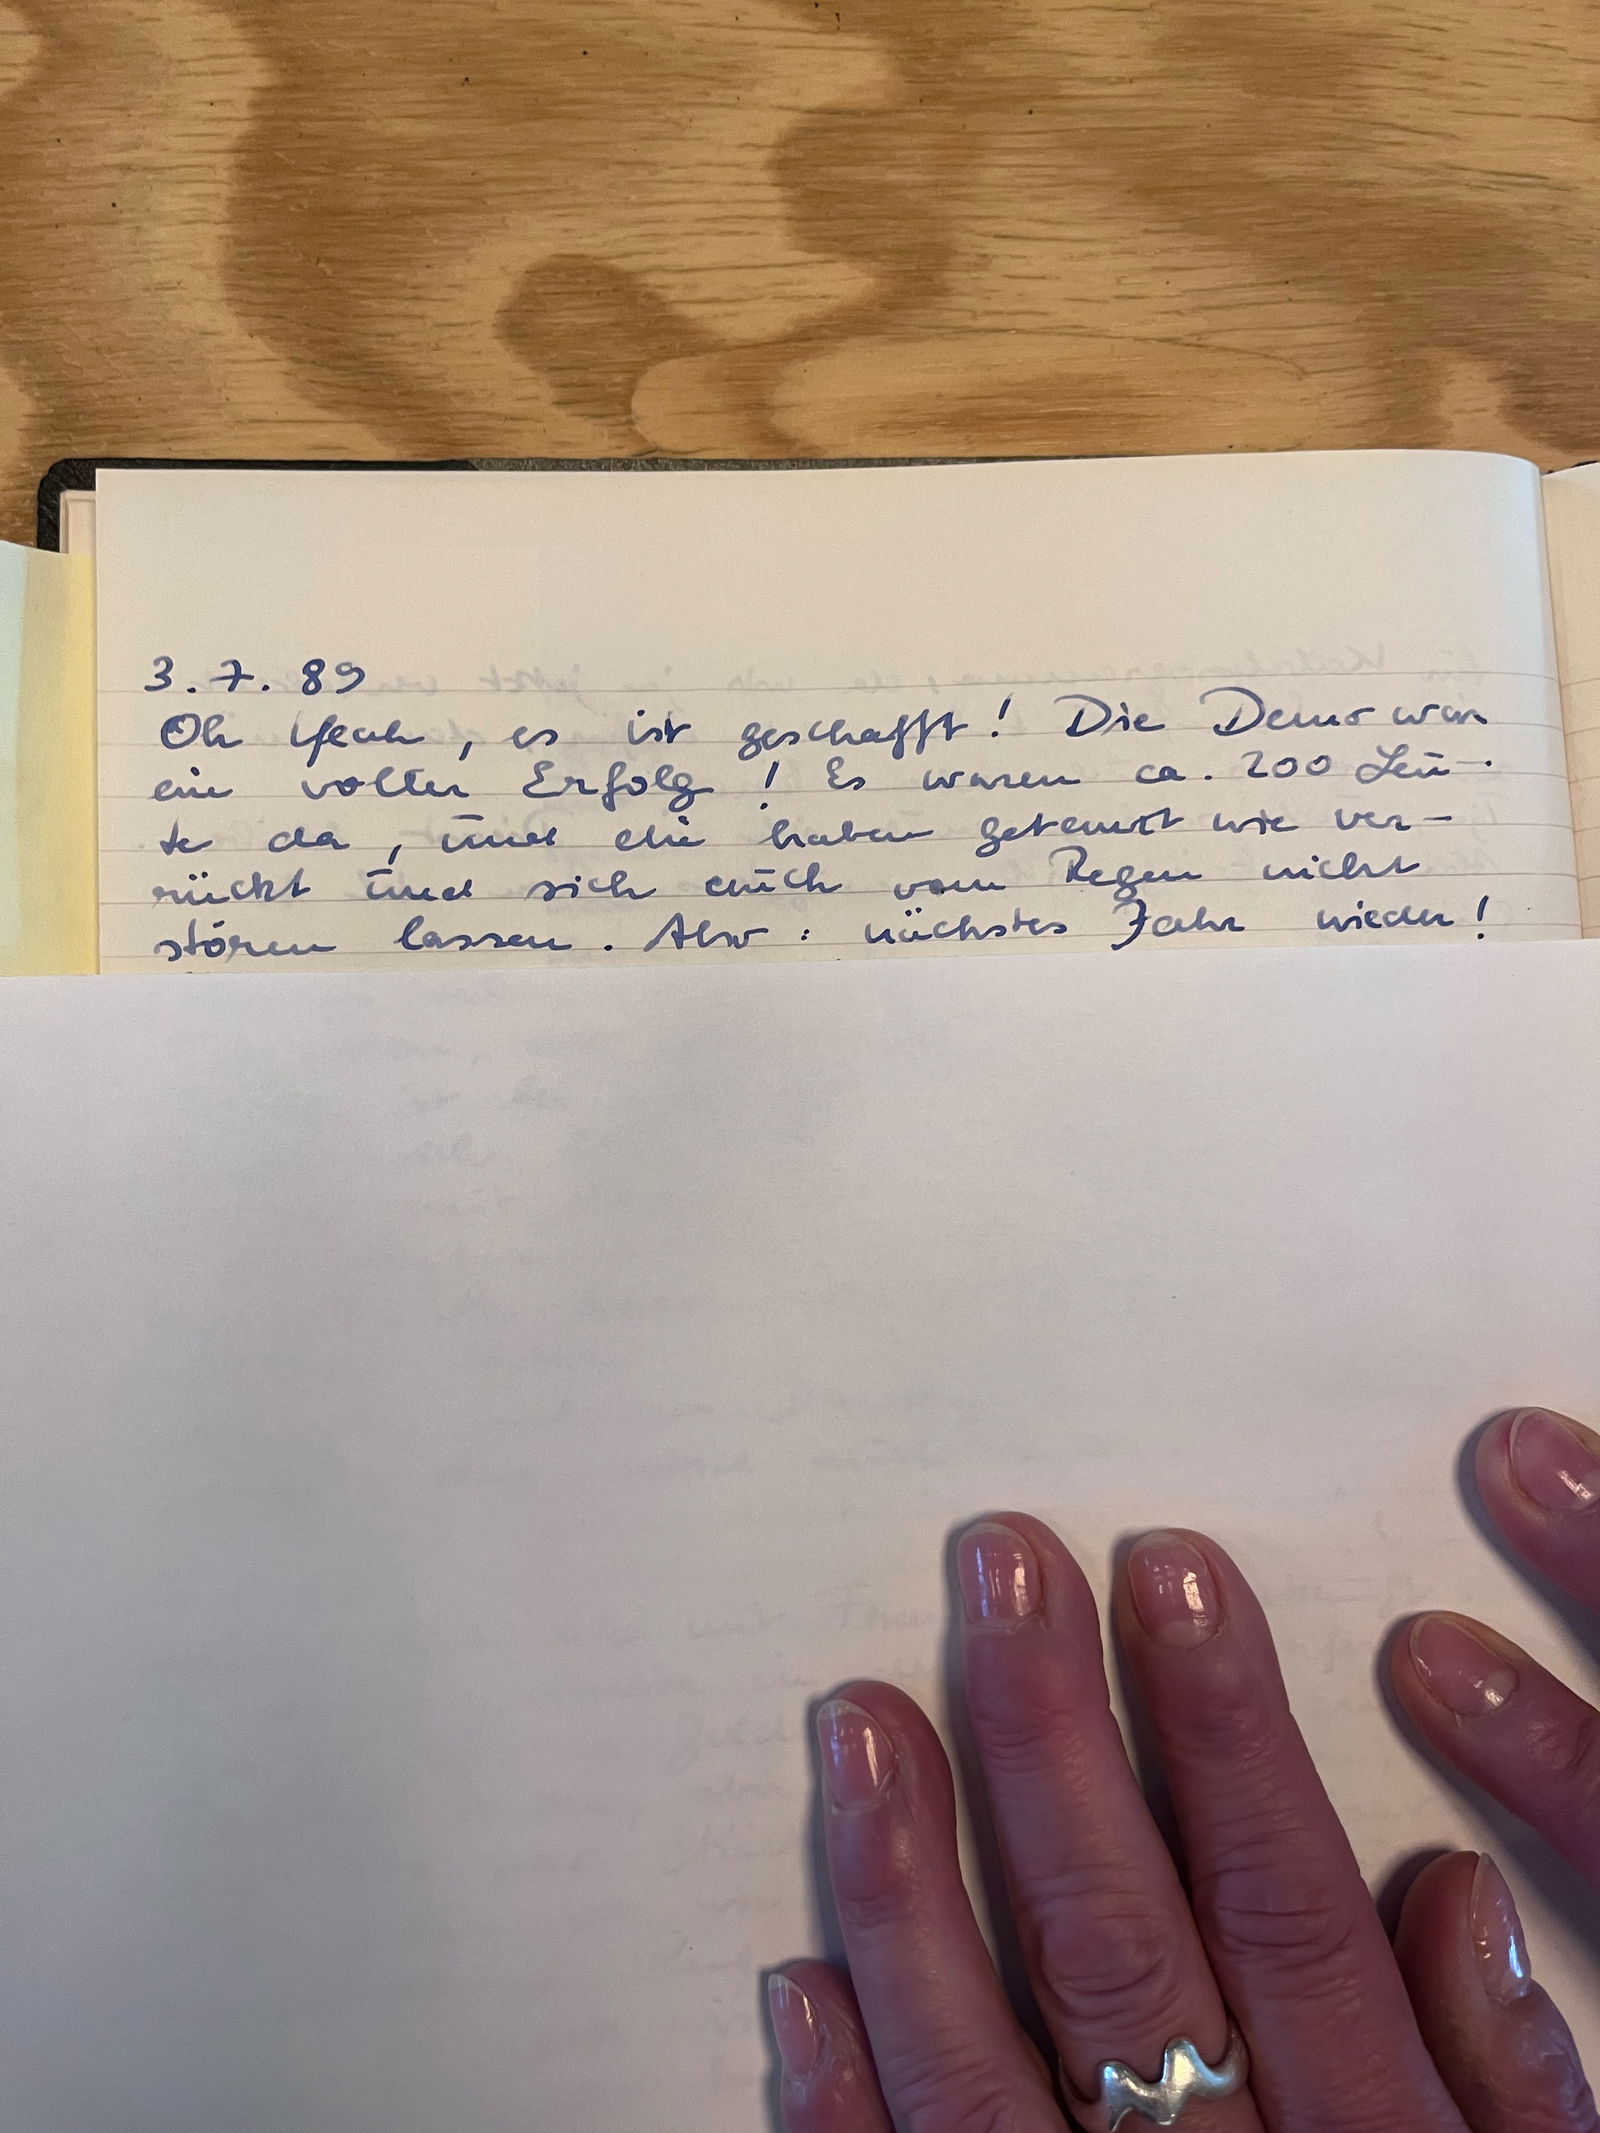 3.7.89
Oh Yeah, es ist geschafft! Die Demo war
ein voller Erfolg! Es waren ca. 200 Leu-
te da, und die haben getanzt wie ver-
rückt und sich auch vom Regen nicht
stören lassen. Also: nächstes Jahr wieder!